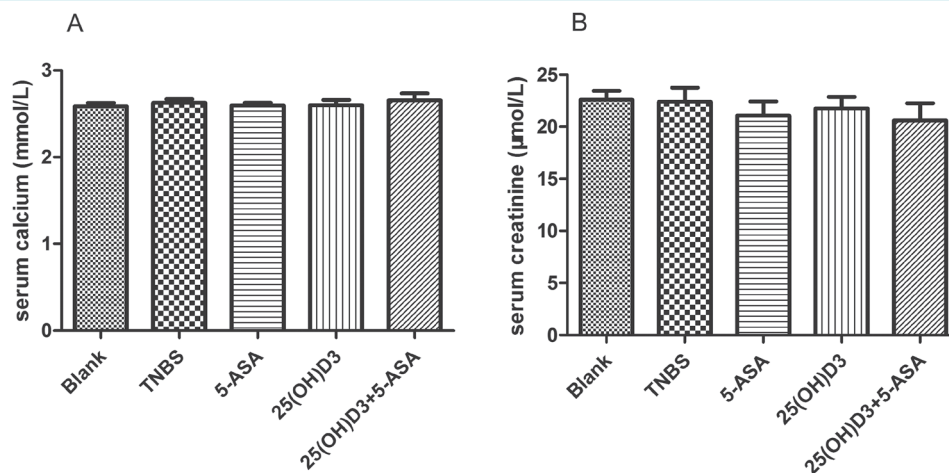 A
serum calcium (mmol/L)
3
2
1
0
Blank
TNBS
5-ASA
25(OH)D3
25(OH)D3+5-ASA
B
serum creatinine (µmol/L)
25
20
15
10
5
0
Blank
TNBS
5-ASA
25(OH)D3
25(OH)D3+5-ASA